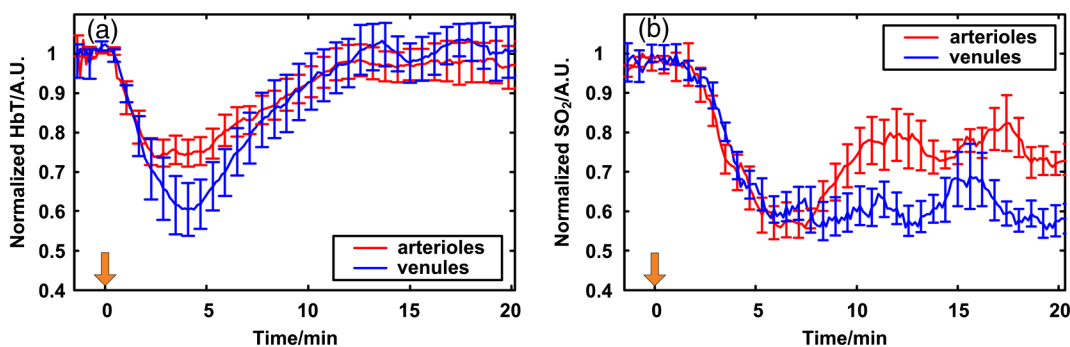 (a)
Normalized HbT/A.U.
1
0.9
0.8
0.7
0.6
0.5
0.4
arterioles
venules
0 5 10 15 20
Time/min
(b)
Normalized SO₂/A.U.
1
0.9
0.8
0.7
0.6
0.5
0.4
arterioles
venules
0 5 10 15 20
Time/min